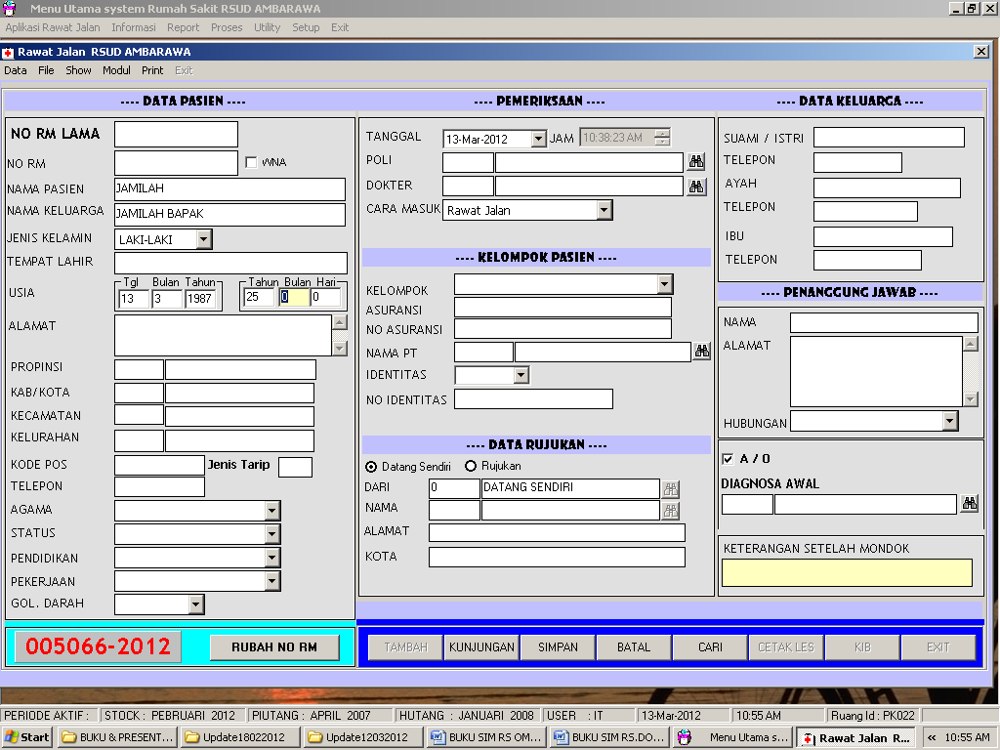 Menu Utama system Rumah Sakit RSUD AMBARAWA
Aplikasi Rawat Jalan Informasi Report Proses Utility Setup Exit
Rawat Jalan RSUD AMBARAWA
Data File Show Modul Print Exit
---- DATA PASIEN ----
NO RM LAMA
NO RM WNA
NAMA PASIEN JAMILAH
NAMA KELUARGA JAMILAH BAPAK
JENIS KELAMIN LAKI-LAKI
TEMPAT LAHIR
Tgl Bulan Tahun Tahun Bulan Hari
USIA 13 3 1987 25 0 0
ALAMAT
PROPINSI
KAB/KOTA
KECAMATAN
KELURAHAN
KODE POS Jenis Tarip
TELEPON
AGAMA
STATUS
PENDIDIKAN
PEKERJAAN
GOL. DARAH
005066-2012 RUBAH NO RM
---- PEMERIKSAAN ----
TANGGAL 13-Mar-2012 JAM 10:38:23 AM
POLI
DOKTER
CARA MASUK Rawat Jalan
---- KELOMPOK PASIEN ----
KELOMPOK
ASURANSI
NO ASURANSI
NAMA PT
IDENTITAS
NO IDENTITAS
---- DATA RUJUKAN ----
Datang Sendiri Rujukan
DARI 0 DATANG SENDIRI
NAMA
ALAMAT
KOTA
---- DATA KELUARGA ----
SUAMI / ISTRI
TELEPON
AYAH
TELEPON
IBU
TELEPON
---- PENANGGUNG JAWAB ----
NAMA
ALAMAT
HUBUNGAN
A / O
DIAGNOSA AWAL
KETERANGAN SETELAH MONDOK
TAMBAH KUNJUNGAN SIMPAN BATAL CARI CETAK LES KIB EXIT
PERIODE AKTIF : STOCK : PEBRUARI 2012 PIUTANG : APRIL 2007 HUTANG : JANUARI 2008 USER : IT 13-Mar-2012 10:55 AM Ruang Id : PK022
Start BUKU & PRESENT... Update18022012 Update12032012 BUKU SIM RS OM... BUKU SIM RS.DO... Menu Utama s... Rawat Jalan R... « 10:55 AM